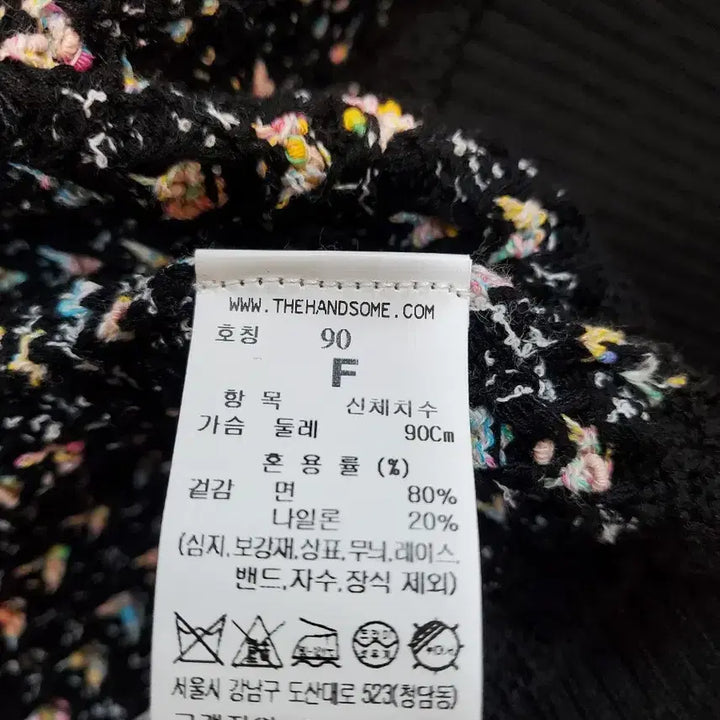 WWW.THEHANDSOME.COM
호칭 90
F
항 목 신체치수
가슴 둘레 90Cm
혼 용 률 (%)
겉감 면 80%
나일론 20%
(심지,보강재,상표,무늬,레이스,
밴드,자수,장식 제외)
드라이
서울시 강남구 도산대로 523(청담동)